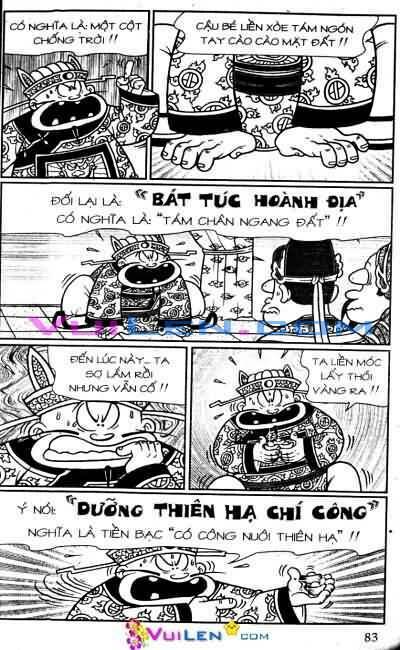 CÓ NGHĨA LÀ: MỘT CỘT
CHỐNG TRỜI !!
CẬU BÉ LIỀN XÒE TÁM NGÓN
TAY CÀO CÀO MẶT ĐẤT !!
ĐỐI LẠI LÀ: "BÁT TÚC HOÀNH ĐỊA"
CÓ NGHĨA LÀ: "TÁM CHÂN NGANG ĐẤT" !!
VUILEN.COM
ĐẾN LÚC NÀY... TA
SỢ LẮM RỒI
NHƯNG VẪN CỐ !!
TA LIỀN MÓC
LẤY THỎI
VÀNG RA !
Ý NÓI: "DƯỠNG THIÊN HẠ CHÍ CÔNG"
NGHĨA LÀ TIỀN BẠC "CÓ CÔNG NUÔI THIÊN HẠ" !!
VUILEN.COM
83